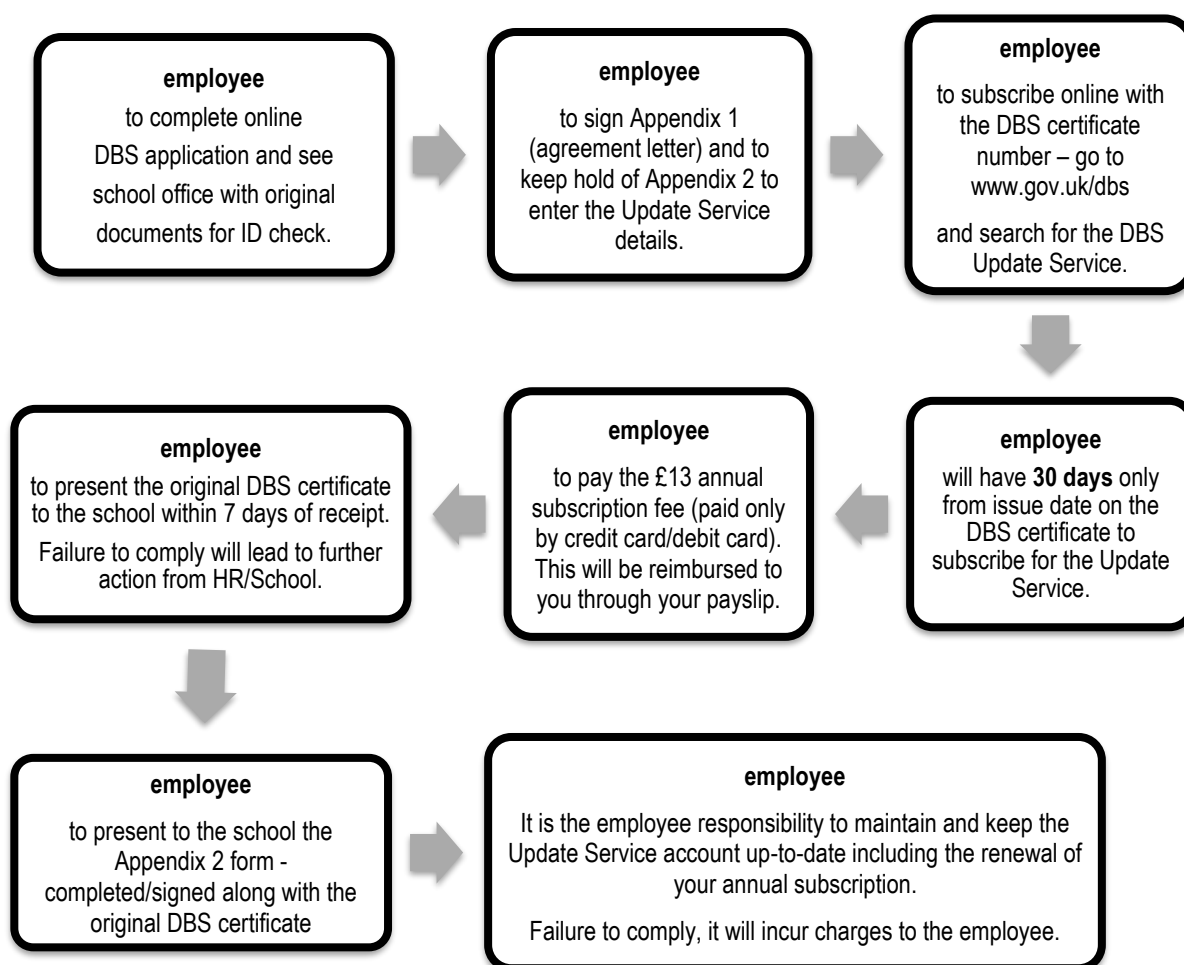 employee
to complete online
DBS application and see
school office with original
documents for ID check.
employee
to sign Appendix 1
(agreement letter) and to
keep hold of Appendix 2 to
enter the Update Service
details.
employee
to subscribe online with
the DBS certificate
number – go to
www.gov.uk/dbs
and search for the DBS
Update Service.
employee
will have 30 days only
from issue date on the
DBS certificate to
subscribe for the Update
Service.
employee
to pay the £13 annual
subscription fee (paid only
by credit card/debit card).
This will be reimbursed to
you through your payslip.
employee
to present the original DBS certificate
to the school within 7 days of receipt.
Failure to comply will lead to further
action from HR/School.
employee
to present to the school the
Appendix 2 form -
completed/signed along with the
original DBS certificate
employee
It is the employee responsibility to maintain and keep the
Update Service account up-to-date including the renewal of
your annual subscription.
Failure to comply, it will incur charges to the employee.